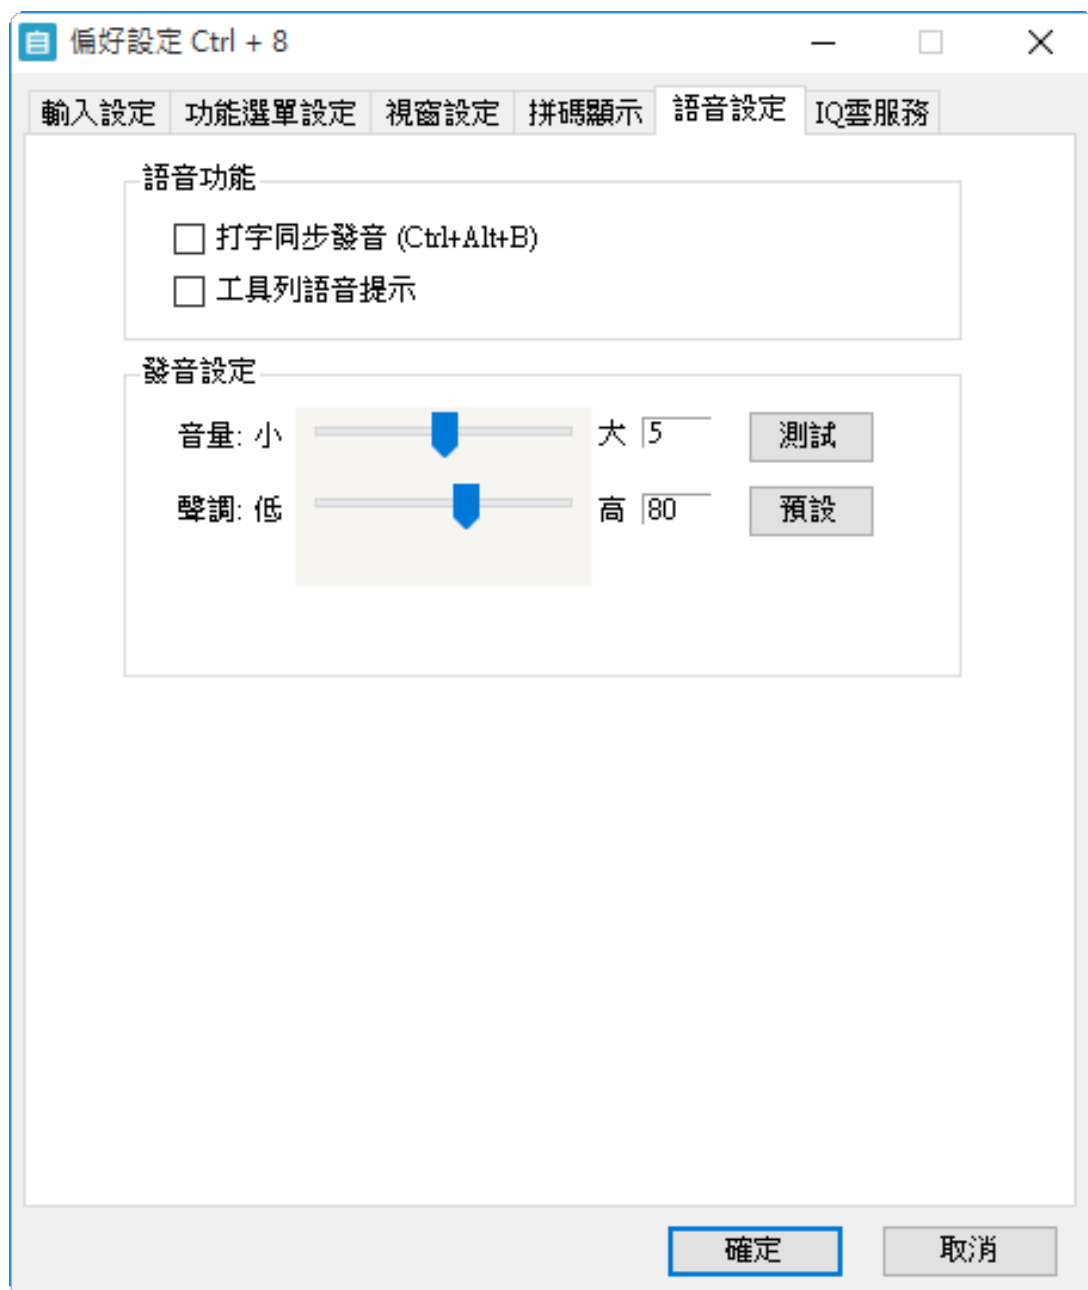 偏好設定 Ctrl + 8
輸入設定 功能選單設定 視窗設定 拼碼顯示 語音設定 IQ雲服務
語音功能
打字同步發音 (Ctrl+Alt+B)
工具列語音提示
發音設定
音量: 小 大 5 測試
聲調: 低 高 80 預設
確定 取消